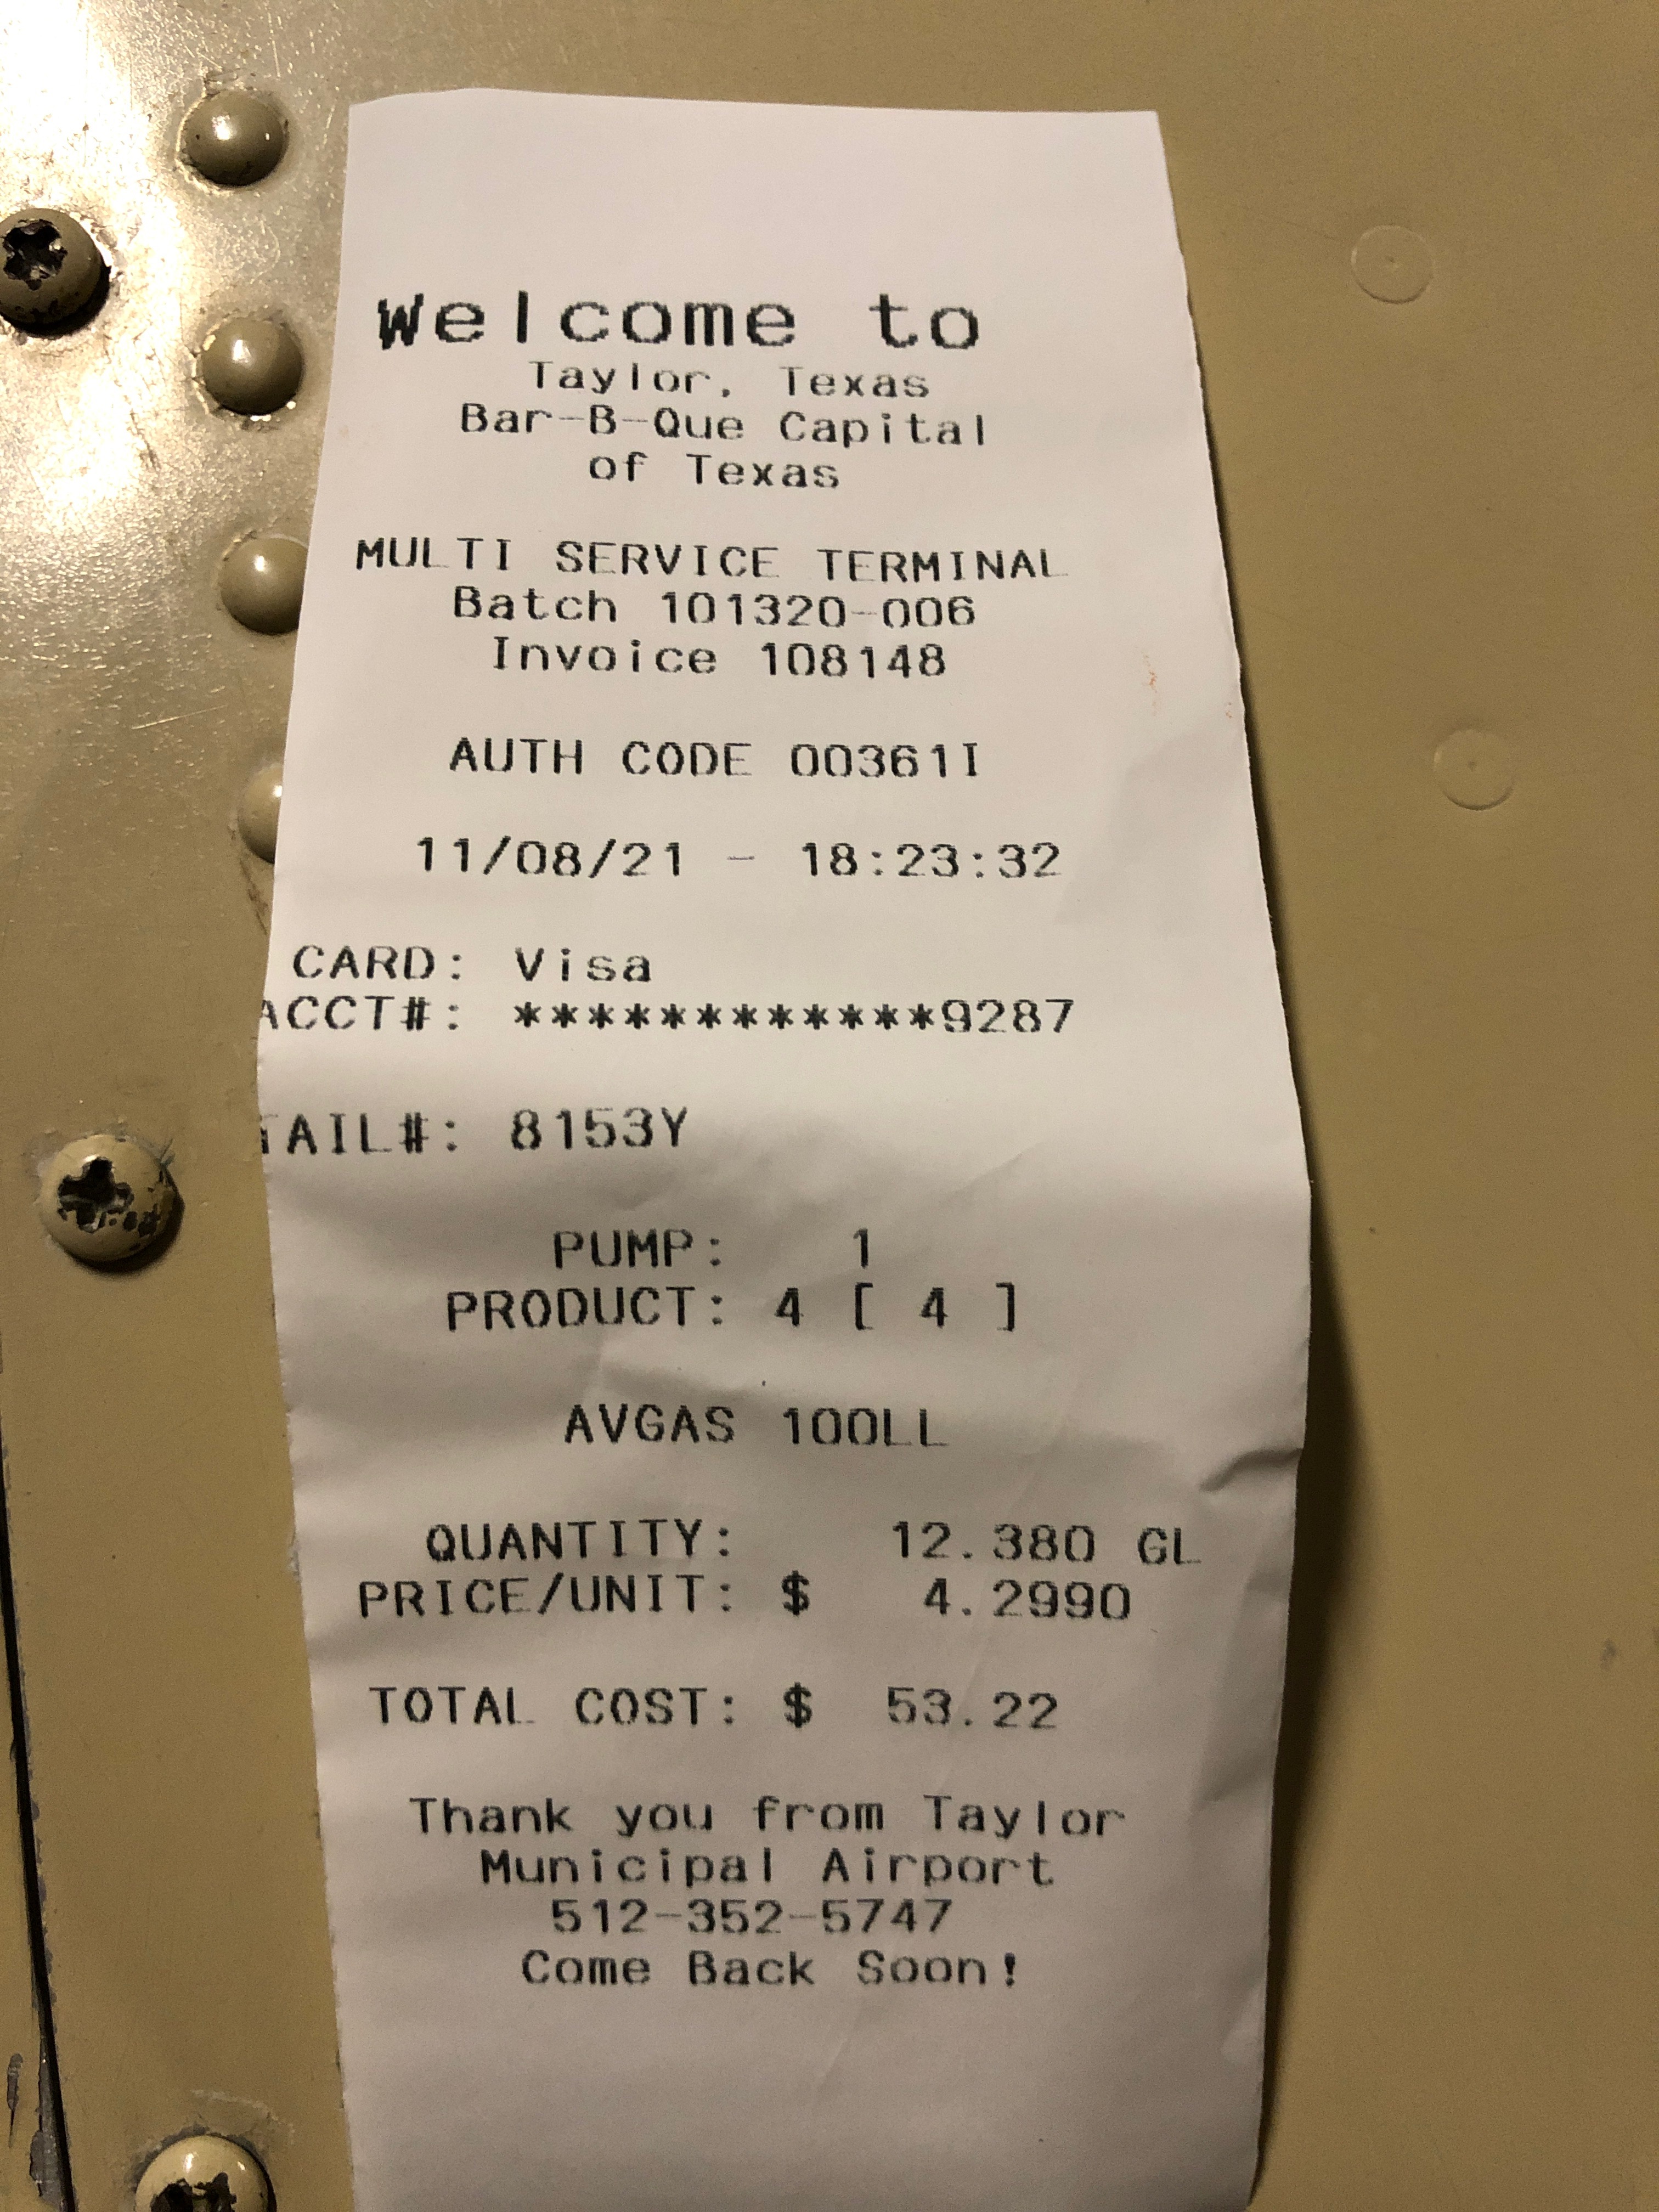 Welcome to
Taylor, Texas
Bar-B-Que Capital
of Texas
MULTI SERVICE TERMINAL
Batch 101320-006
Invoice 108148
AUTH CODE 00361I
11/08/21 - 18:23:32
CARD: Visa
ACCT#: ************9287
TAIL#: 8153Y
PUMP: 1
PRODUCT: 4 [ 4 ]
AVGAS 100LL
QUANTITY: 12.380 GL
PRICE/UNIT: $ 4.2990
TOTAL COST: $ 53.22
Thank you from Taylor
Municipal Airport
512-352-5747
Come Back Soon!